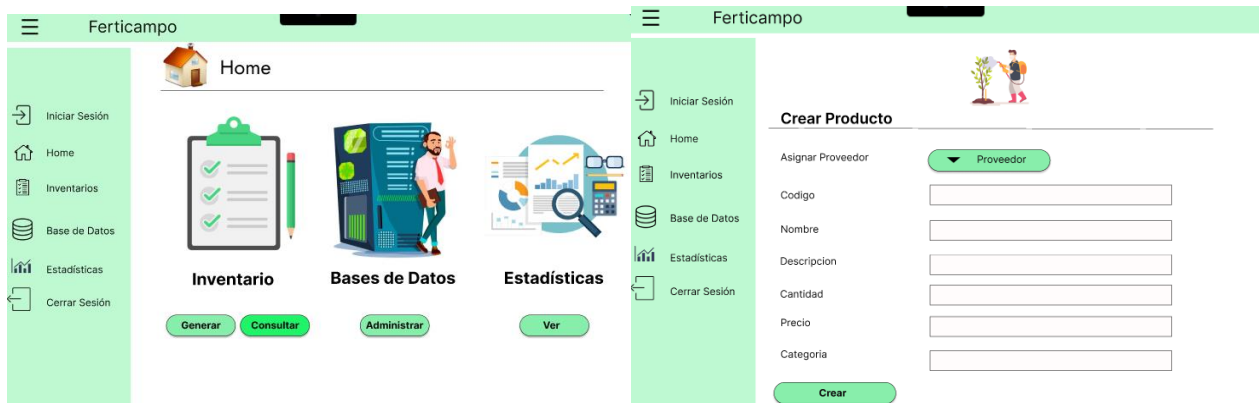 Ferticampo
Home
Iniciar Sesión
Home
Inventarios
Base de Datos
Estadísticas
Cerrar Sesión
Inventario
Bases de Datos
Estadísticas
Generar
Consultar
Administrar
Ver
Ferticampo
Iniciar Sesión
Home
Inventarios
Base de Datos
Estadísticas
Cerrar Sesión
Crear Producto
Asignar Proveedor
Proveedor
Codigo
Nombre
Descripcion
Cantidad
Precio
Categoria
Crear